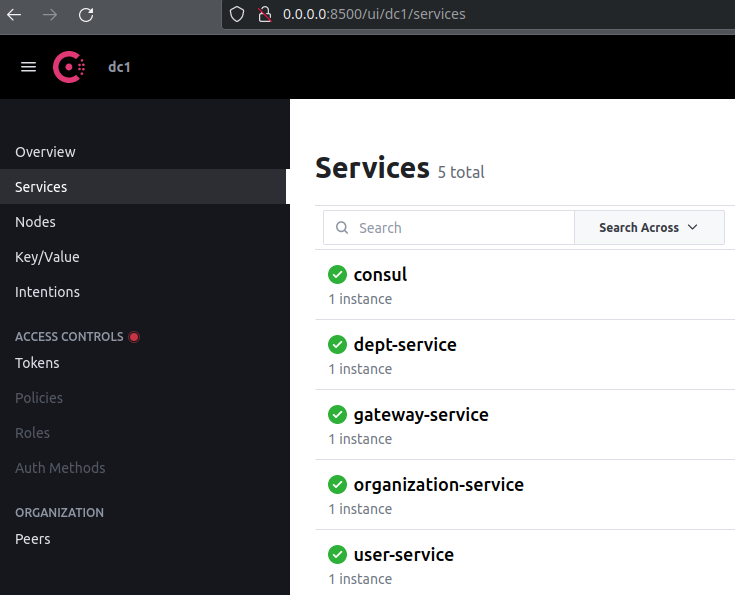 0.0.0.0:8500/ui/dc1/services
dc1
Overview
Services
Nodes
Key/Value
Intentions
ACCESS CONTROLS
Tokens
Policies
Roles
Auth Methods
ORGANIZATION
Peers
Services 5 total
Search Search Across
consul
1 instance
dept-service
1 instance
gateway-service
1 instance
organization-service
1 instance
user-service
1 instance